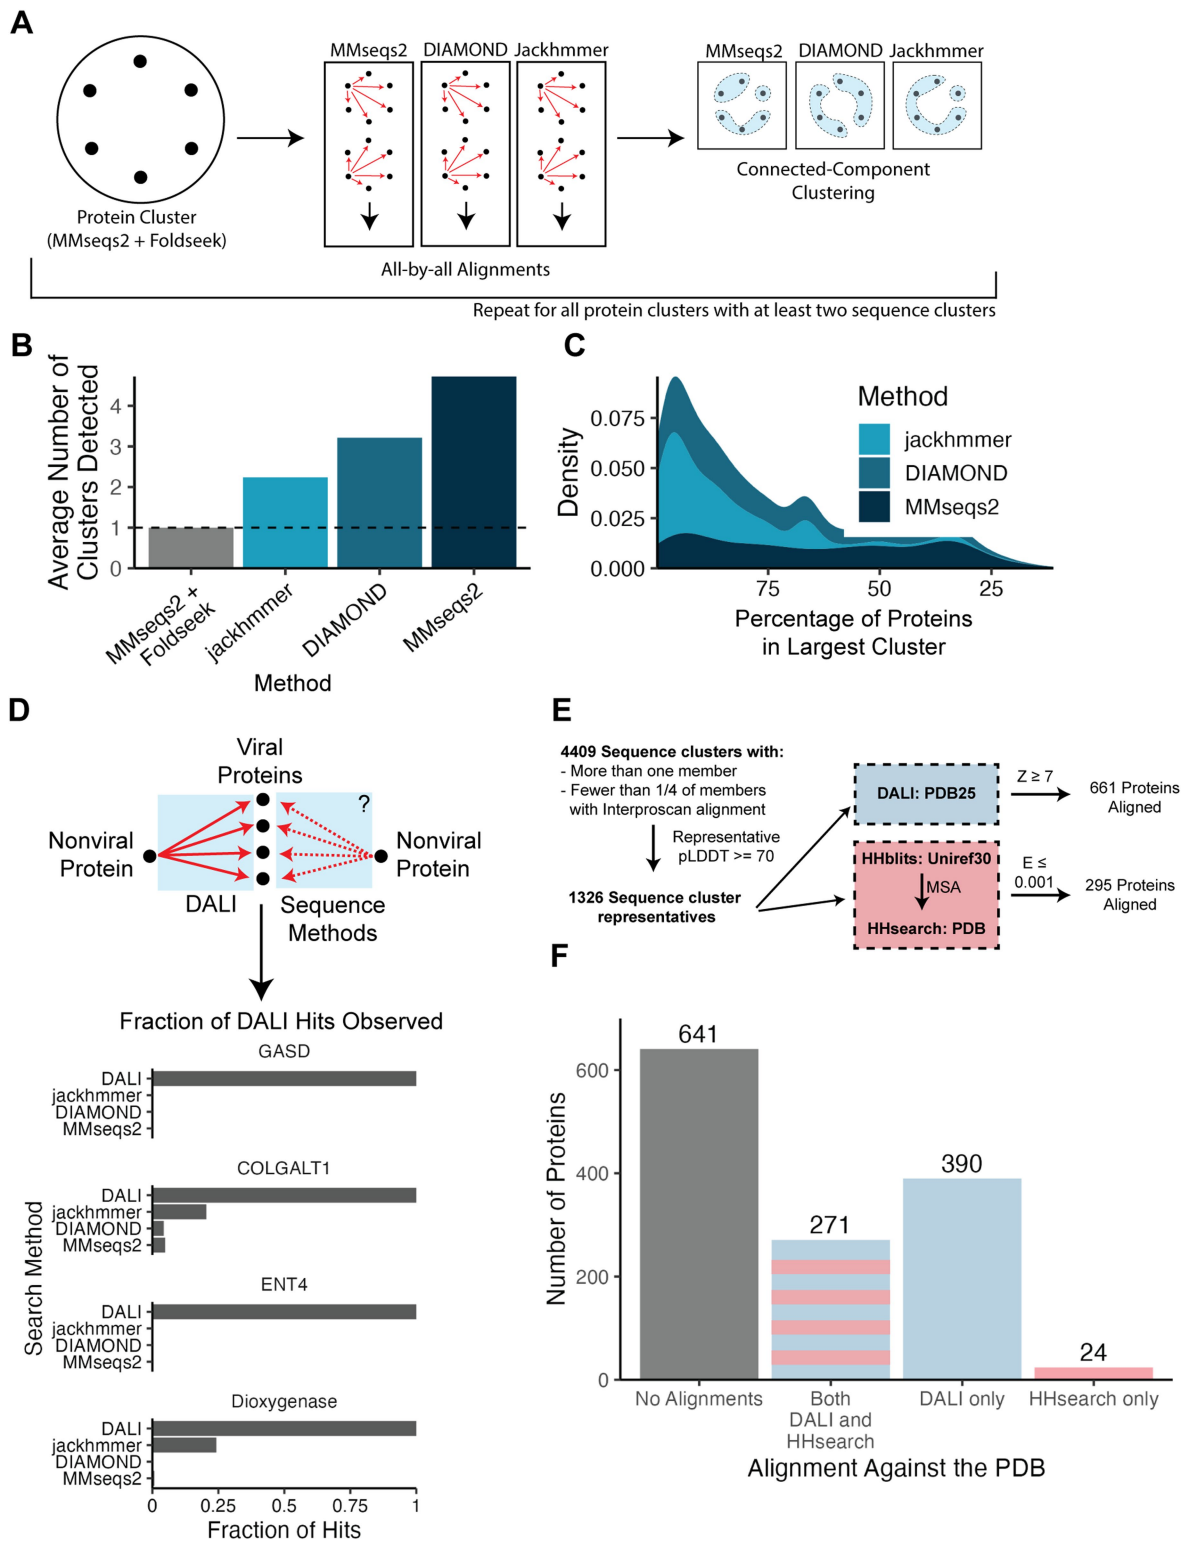 A
MMseqs2 DIAMOND Jackhmmer
MMseqs2 DIAMOND Jackhmmer
Protein Cluster
(MMseqs2 + Foldseek)
All-by-all Alignments
Connected-Component
Clustering
Repeat for all protein clusters with at least two sequence clusters
B
Average Number of
Clusters Detected
4
3
2
1
0
MMseqs2 +
Foldseek
jackhmmer
DIAMOND
MMseqs2
Method
C
Density
0.075
0.050
0.025
0.000
75
50
25
Percentage of Proteins
in Largest Cluster
Method
jackhmmer
DIAMOND
MMseqs2
D
Viral
Proteins
?
Nonviral
Protein
Nonviral
Protein
DALI
Sequence
Methods
Fraction of DALI Hits Observed
GASD
DALI
jackhmmer
DIAMOND
MMseqs2
COLGALT1
DALI
jackhmmer
DIAMOND
MMseqs2
ENT4
DALI
jackhmmer
DIAMOND
MMseqs2
Dioxygenase
DALI
jackhmmer
DIAMOND
MMseqs2
0
0.25
0.5
0.75
1
Fraction of Hits
Search Method
E
4409 Sequence clusters with:
- More than one member
- Fewer than 1/4 of members
with Interproscan alignment
Representative
pLDDT >= 70
1326 Sequence cluster
representatives
DALI: PDB25
Z ≥ 7
661 Proteins
Aligned
HHblits: Uniref30
MSA
HHsearch: PDB
E ≤
0.001
295 Proteins
Aligned
F
Number of Proteins
600
400
200
0
641
271
390
24
No Alignments
Both
DALI and
HHsearch
DALI only
HHsearch only
Alignment Against the PDB